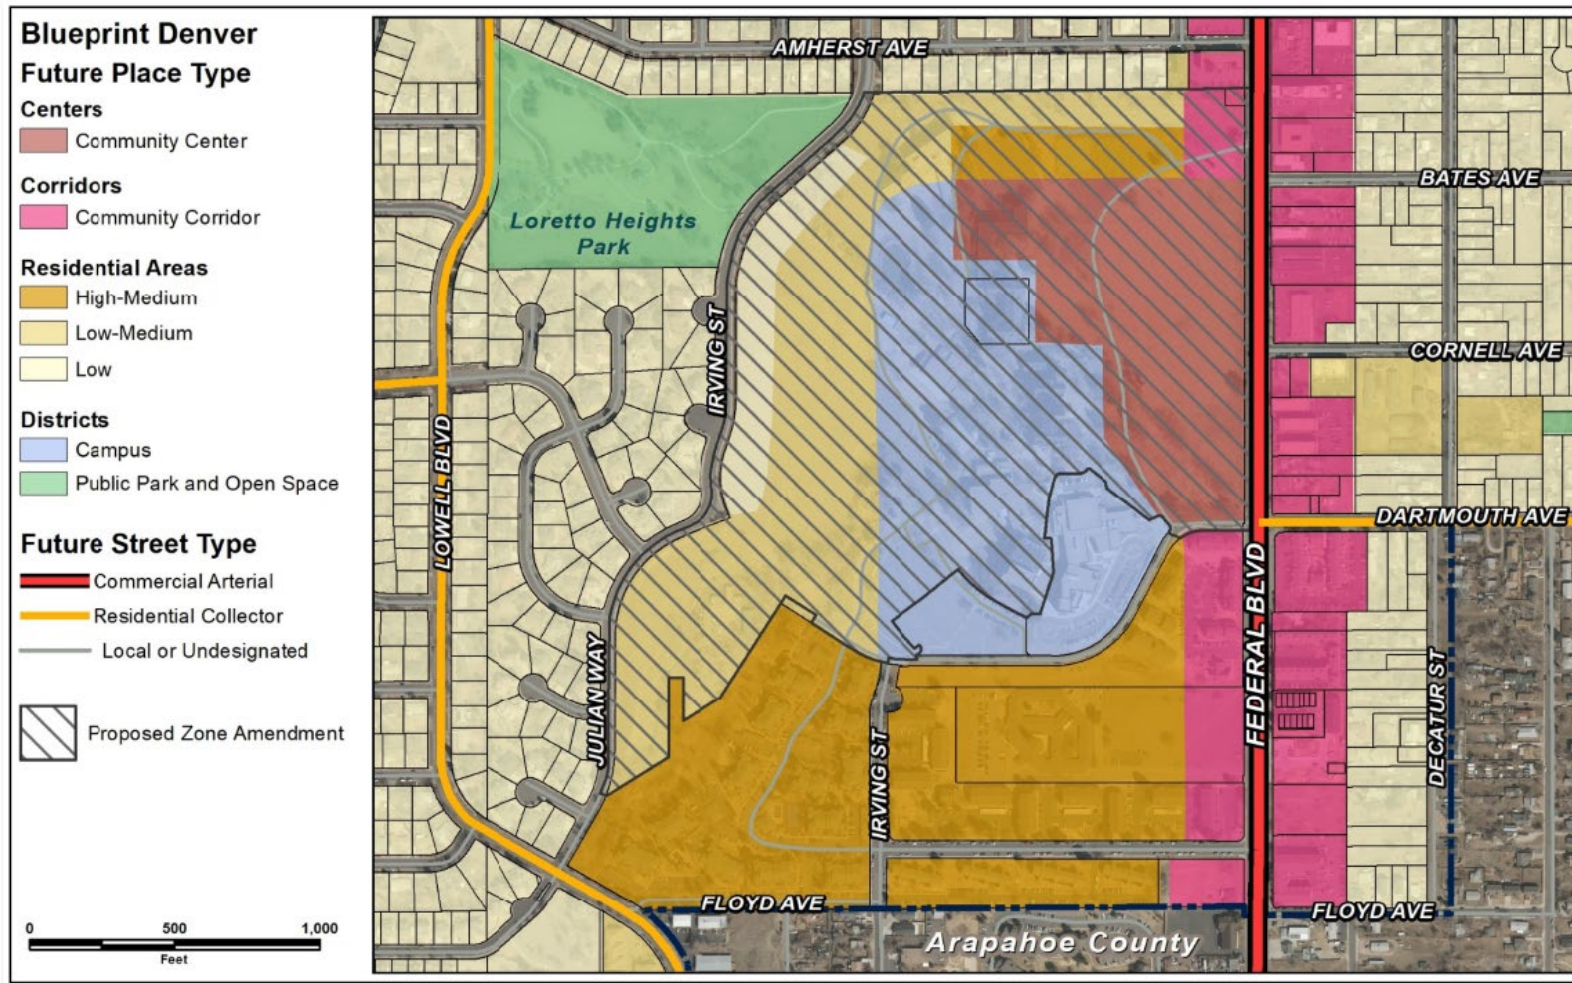 Blueprint Denver
Future Place Type
Centers
Community Center
Corridors
Community Corridor
Residential Areas
High-Medium
Low-Medium
Low
Districts
Campus
Public Park and Open Space
Future Street Type
Commercial Arterial
Residential Collector
Local or Undesignated
Proposed Zone Amendment
0 500 1,000
Feet
AMHERST AVE
BATES AVE
Loretto Heights
Park
IRVING ST
CORNELL AVE
LOWELL BLVD
DARTMOUTH AVE
FEDERAL BLVD
JULIAN WAY
DECATUR ST
IRVING ST
FLOYD AVE
FLOYD AVE
Arapahoe County